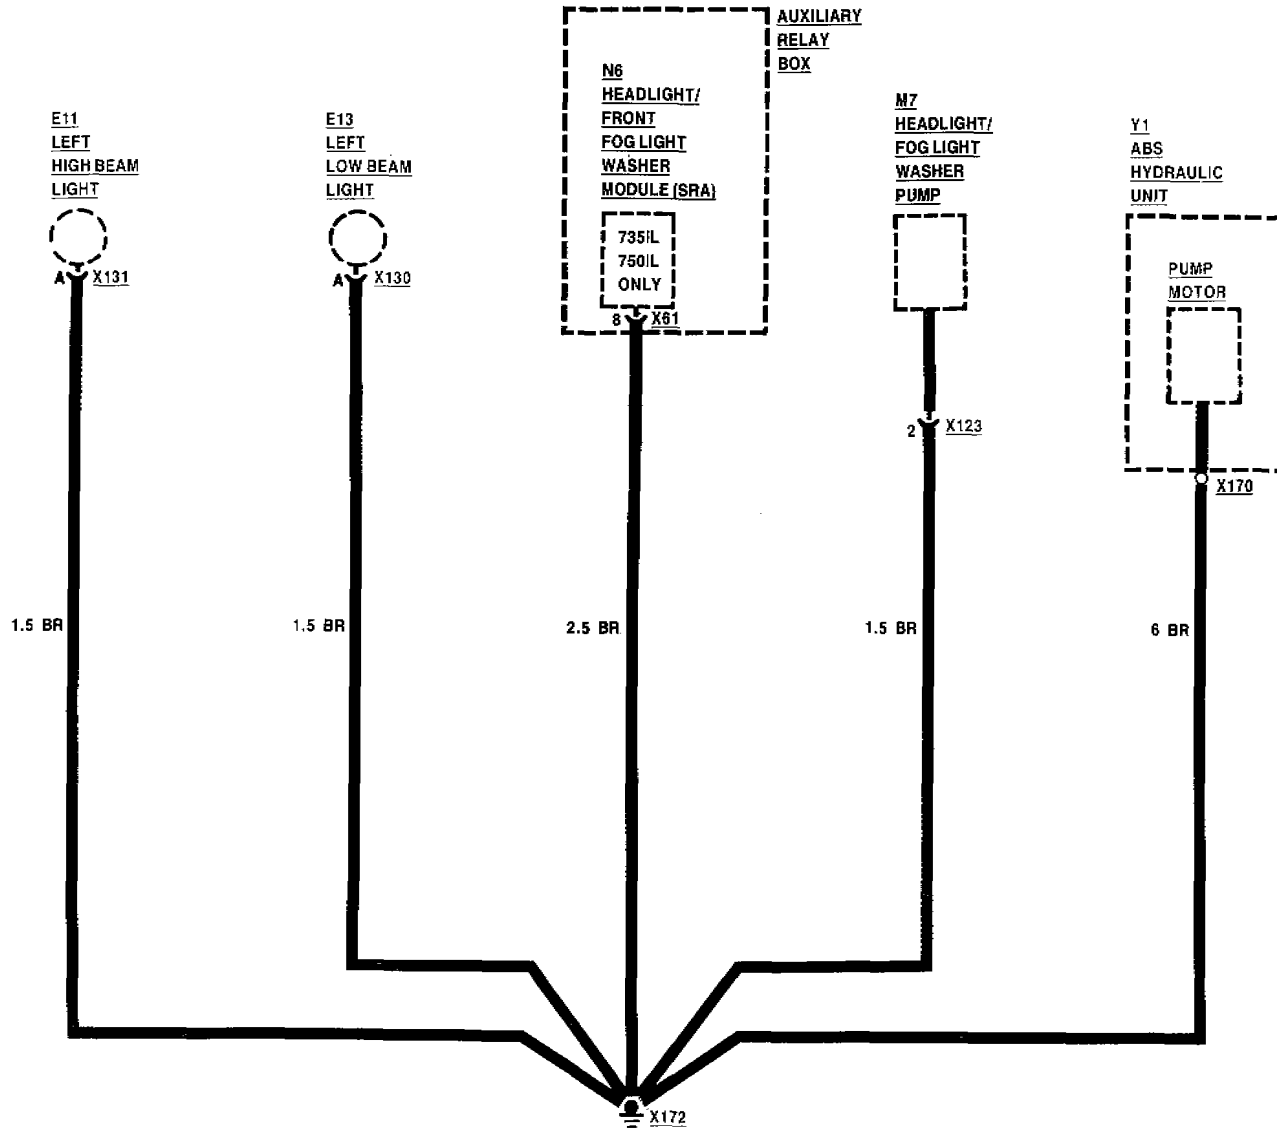 AUXILIARY
RELAY
BOX
N6
HEADLIGHT/
FRONT
FOG LIGHT
WASHER
MODULE (SRA)
735iL
750iL
ONLY
8
X61
E11
LEFT
HIGH BEAM
LIGHT
A
X131
E13
LEFT
LOW BEAM
LIGHT
A
X130
M7
HEADLIGHT/
FOG LIGHT
WASHER
PUMP
2
X123
Y1
ABS
HYDRAULIC
UNIT
PUMP
MOTOR
X170
1.5 BR
1.5 BR
2.5 BR
1.5 BR
6 BR
X172